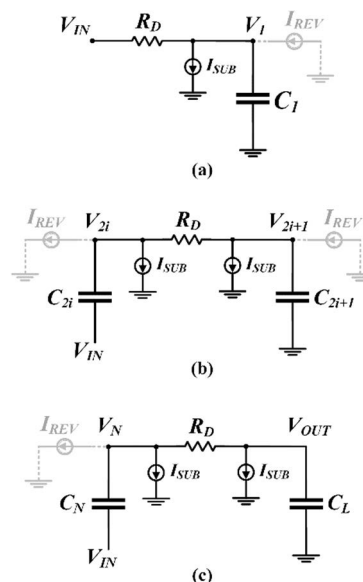 V_IN R_D V_1 I_REV
I_SUB
C_1
(a)
I_REV V_2i R_D V_2i+1 I_REV
I_SUB I_SUB
C_2i C_2i+1
V_IN
(b)
I_REV V_N R_D V_OUT
I_SUB I_SUB
C_N C_L
V_IN
(c)